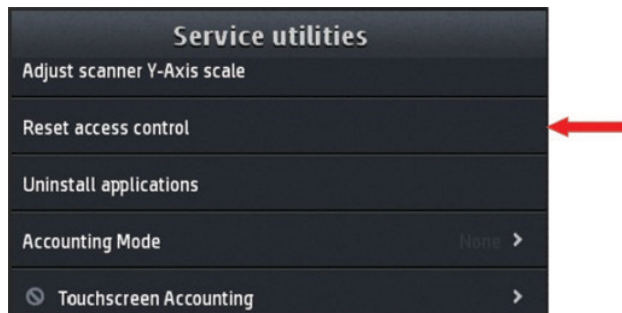 Service utilities
Adjust scanner Y-Axis scale
Reset access control
Uninstall applications
Accounting Mode None
Touchscreen Accounting